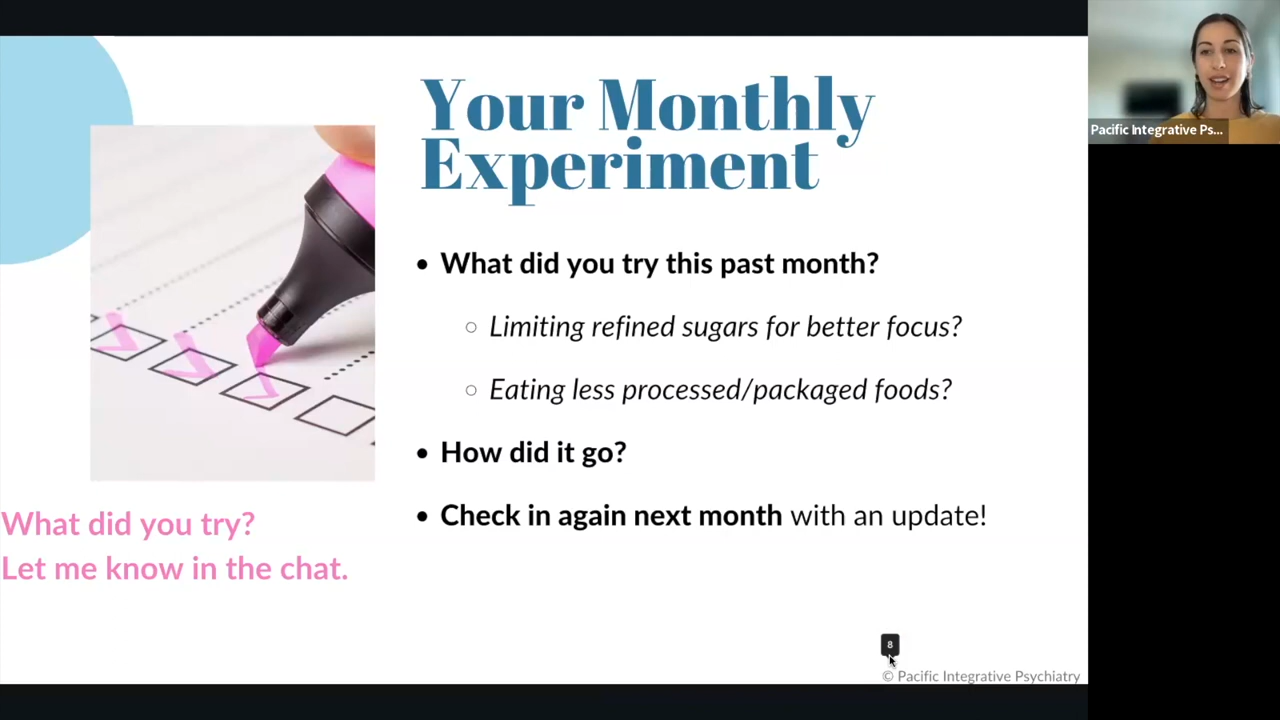 Your Monthly
Experiment
• What did you try this past month?
○ Limiting refined sugars for better focus?
○ Eating less processed/packaged foods?
• How did it go?
• Check in again next month with an update!
What did you try?
Let me know in the chat.
8
© Pacific Integrative Psychiatry
Pacific Integrative Ps...